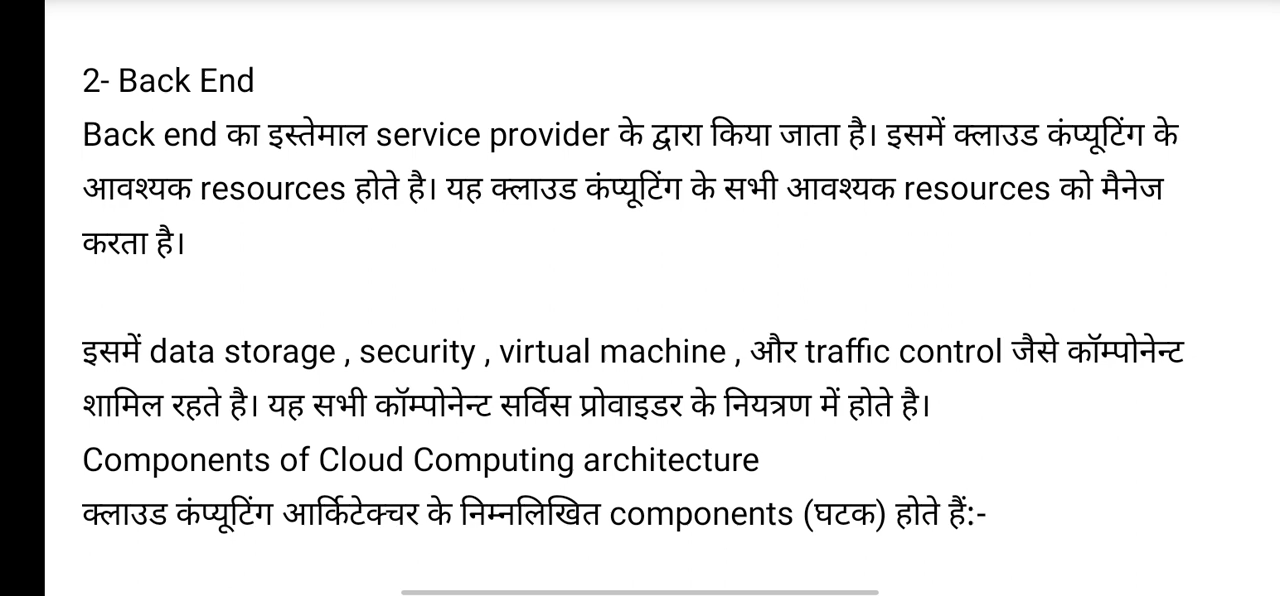 2- Back End
Back end का इस्तेमाल service provider के द्वारा किया जाता है। इसमें क्लाउड कंप्यूटिंग के
आवश्यक resources होते है। यह क्लाउड कंप्यूटिंग के सभी आवश्यक resources को मैनेज
करता है।
इसमें data storage , security , virtual machine , और traffic control जैसे कॉम्पोनेन्ट
शामिल रहते है। यह सभी कॉम्पोनेन्ट सर्विस प्रोवाइडर के नियत्रण में होते है।
Components of Cloud Computing architecture
क्लाउड कंप्यूटिंग आर्किटेक्चर के निम्नलिखित components (घटक) होते हैं:-